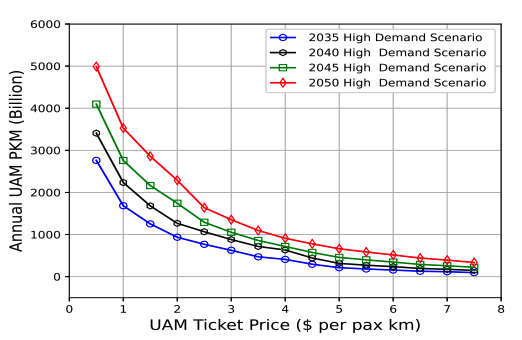 6000
5000
4000
3000
2000
1000
0
Annual UAM PKM (Billion)
2035 High Demand Scenario
2040 High  Demand Scenario
2045 High  Demand Scenario
2050 High  Demand Scenario
0 1 2 3 4 5 6 7 8
UAM Ticket Price ($ per pax km)